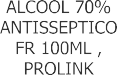 ALCOOL 70%
ANTISSEPTICO
FR 100ML ,
PROLINK